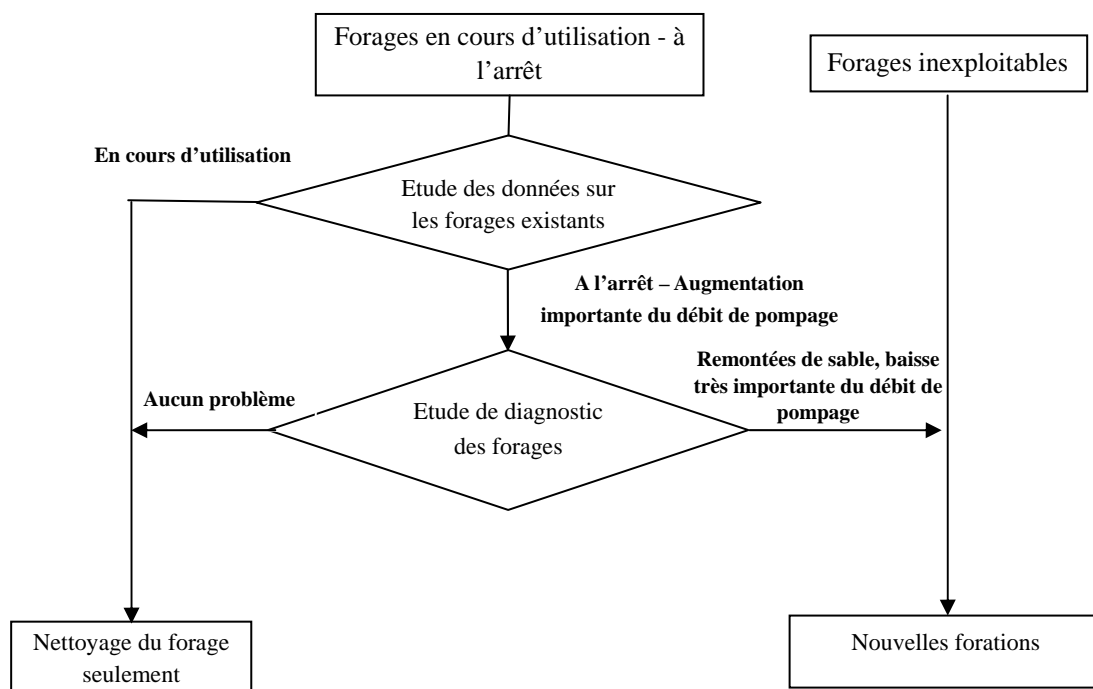 Forages en cours d’utilisation - à
l’arrêt
Forages inexploitables
En cours d’utilisation
Etude des données sur
les forages existants
A l’arrêt – Augmentation
importante du débit de pompage
Remontées de sable, baisse
très importante du débit de
pompage
Aucun problème
Etude de diagnostic
des forages
Nettoyage du forage
seulement
Nouvelles forations